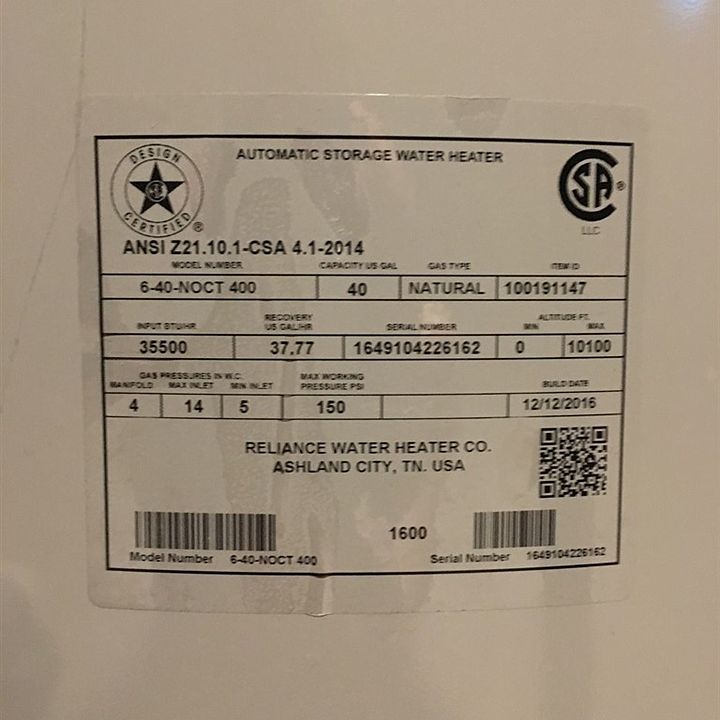 DESIGN
CERTIFIED
®
AUTOMATIC STORAGE WATER HEATER
SA ®
LLC
ANSI Z21.10.1-CSA 4.1-2014
MODEL NUMBER CAPACITY US GAL GAS TYPE ITEM ID
6-40-NOCT 400 40 NATURAL 100191147
INPUT BTU/HR RECOVERY US GAL/HR SERIAL NUMBER ALTITUDE FT. MIN MAX
35500 37.77 1649104226162 0 10100
GAS PRESSURES IN W.C. MAX WORKING
MANIFOLD MAX INLET MIN INLET PRESSURE PSI BUILD DATE
4 14 5 150 12/12/2016
RELIANCE WATER HEATER CO.
ASHLAND CITY, TN. USA
1600
Model Number 6-40-NOCT 400 Serial Number 1649104226162